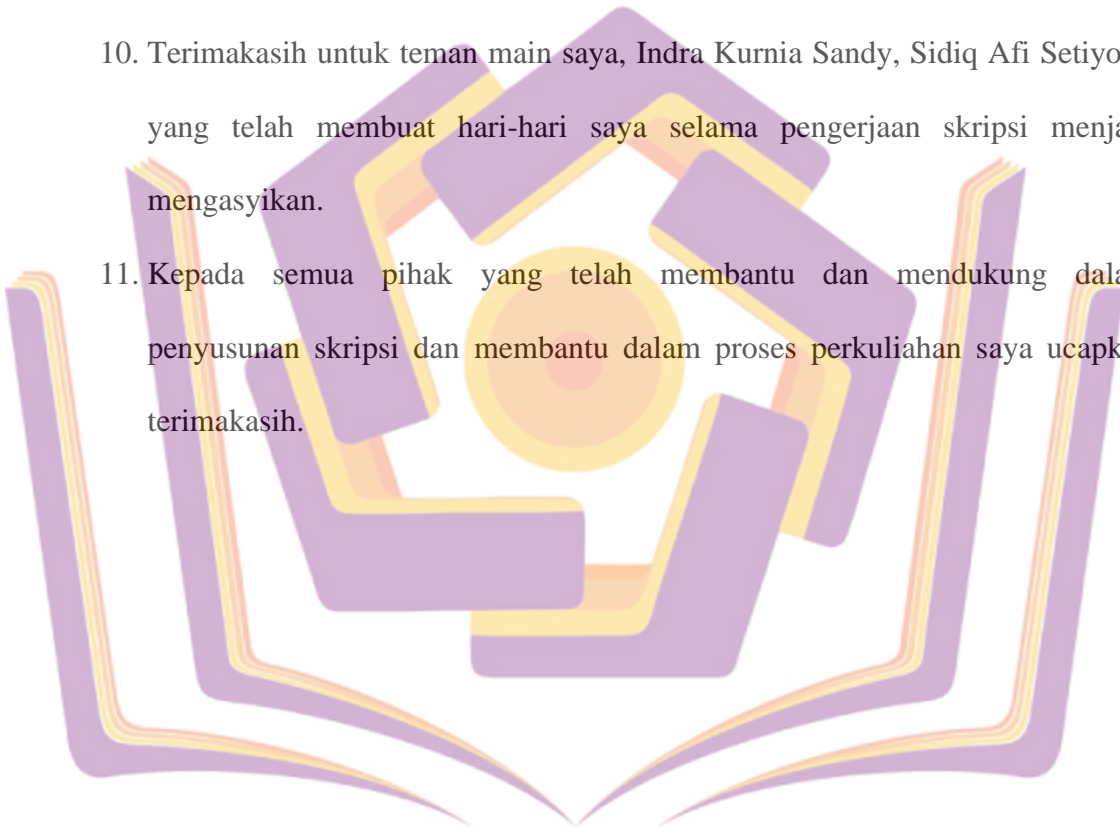 10. Terimakasih untuk teman main saya, Indra Kurnia Sandy, Sidiq Afi Setiyo
yang telah membuat hari-hari saya selama pengerjaan skripsi menja
mengasyikan.
11. Kepada semua pihak yang telah membantu dan mendukung dala
penyusunan skripsi dan membantu dalam proses perkuliahan saya ucapk
terimakasih.